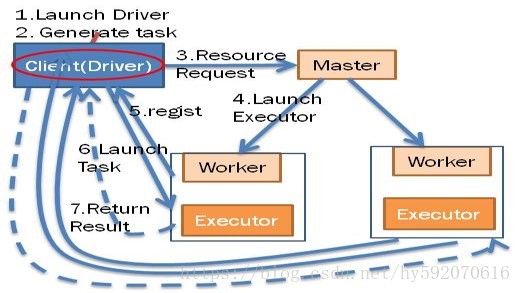 1.Launch Driver
2. Generate task
Client(Driver)
3.Resource
Request
Master
4.Launch
Executor
5.regist
6.Launch
Task
7.Return
Result
Worker
Executor
Worker
Executor
https://blog.csdn.net/hy592070616